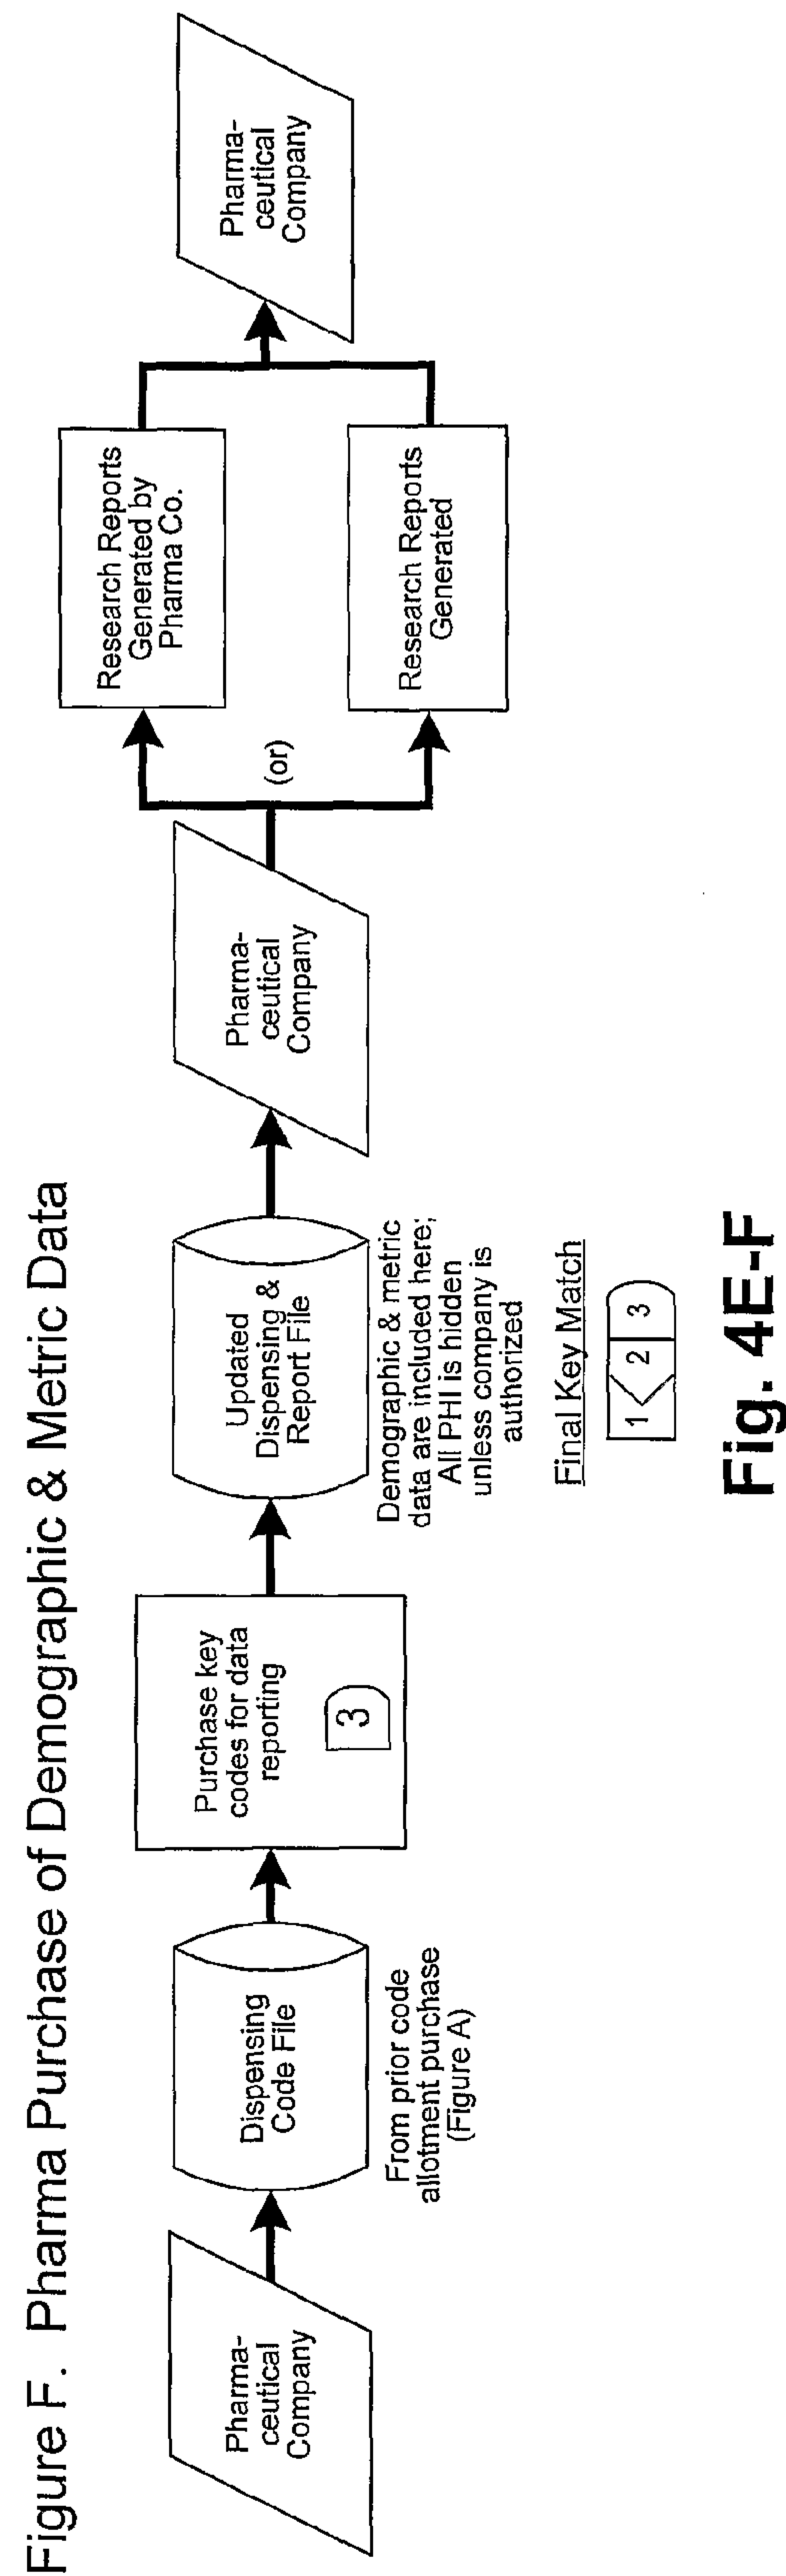 Figure F. Pharma Purchase of Demographic & Metric Data
Pharma-
ceutical
Company
Dispensing
Code File
From prior code
allotment purchase
(Figure A)
Purchase key
codes for data
reporting
3
Updated
Dispensing &
Report File
Demographic & metric
data are included here;
All PHI is hidden
unless company is
authorized
Final Key Match
1 2 3
Pharma-
ceutical
Company
(or)
Research Reports
Generated by
Pharma Co.
Research Reports
Generated
Pharma-
ceutical
Company
Fig. 4E-F